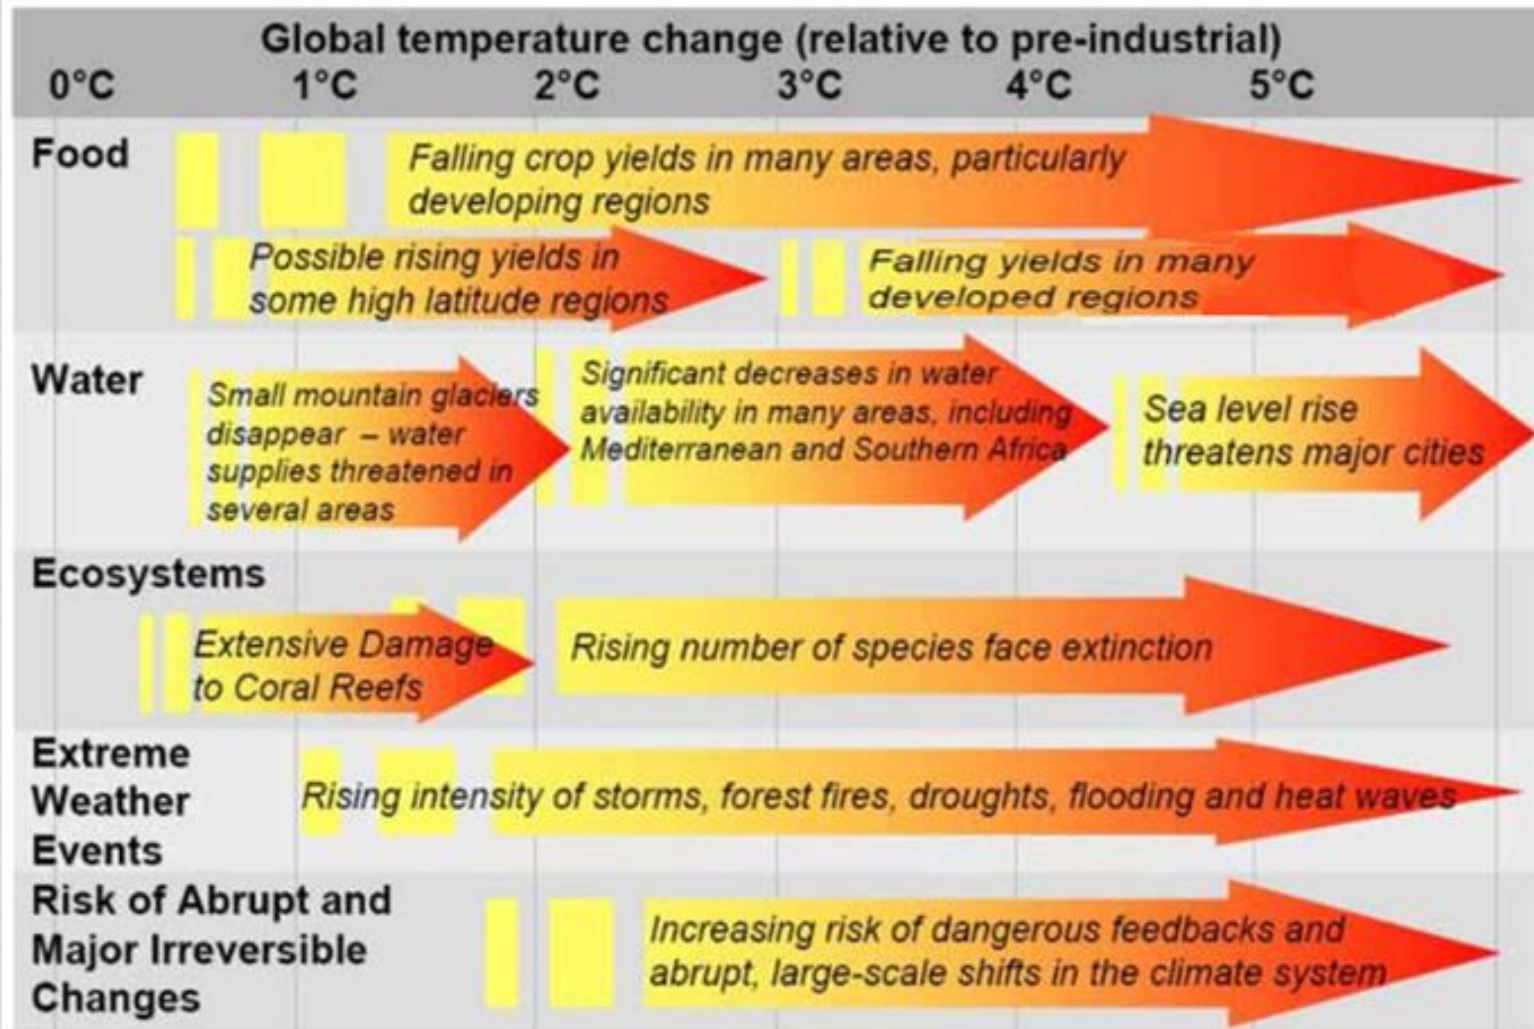 Global temperature change (relative to pre-industrial)
0°C 1°C 2°C 3°C 4°C 5°C
Food
Falling crop yields in many areas, particularly
developing regions
Possible rising yields in
some high latitude regions
Falling yields in many
developed regions
Water
Small mountain glaciers
disappear – water
supplies threatened in
several areas
Significant decreases in water
availability in many areas, including
Mediterranean and Southern Africa
Sea level rise
threatens major cities
Ecosystems
Extensive Damage
to Coral Reefs
Rising number of species face extinction
Extreme
Weather
Events
Rising intensity of storms, forest fires, droughts, flooding and heat waves
Risk of Abrupt and
Major Irreversible
Changes
Increasing risk of dangerous feedbacks and
abrupt, large-scale shifts in the climate system